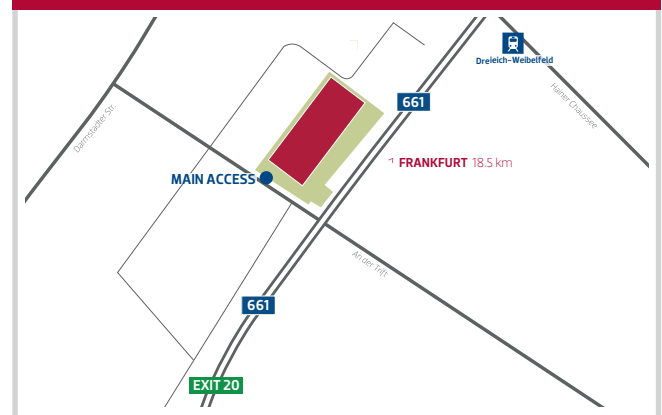 Dreieich-Weibelfeld
661
Hainer Chaussee
Darmstädter Str.
FRANKFURT 18.5 km
MAIN ACCESS
An der Trift
661
EXIT 20